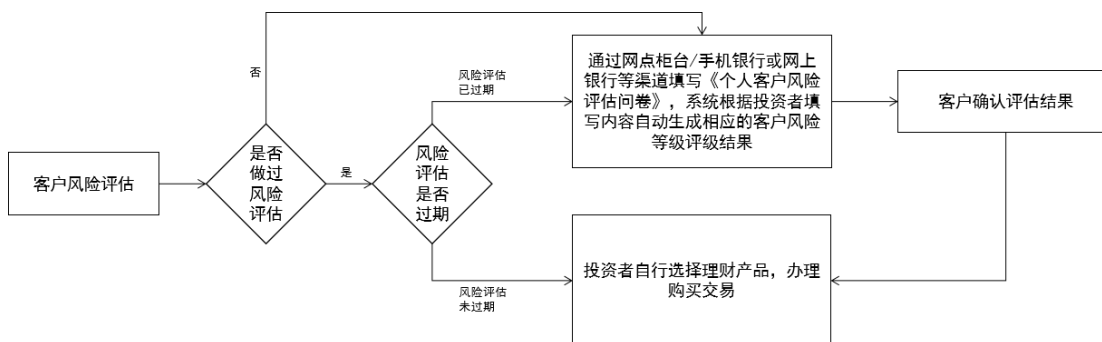 客户风险评估
是否
做过
风险
评估
否
是
风险
评估
是否
过期
风险评估
已过期
风险评估
未过期
通过网点柜台/手机银行或网上
银行等渠道填写《个人客户风险
评估问卷》，系统根据投资者填
写内容自动生成相应的客户风险
等级评级结果
客户确认评估结果
投资者自行选择理财产品，办理
购买交易